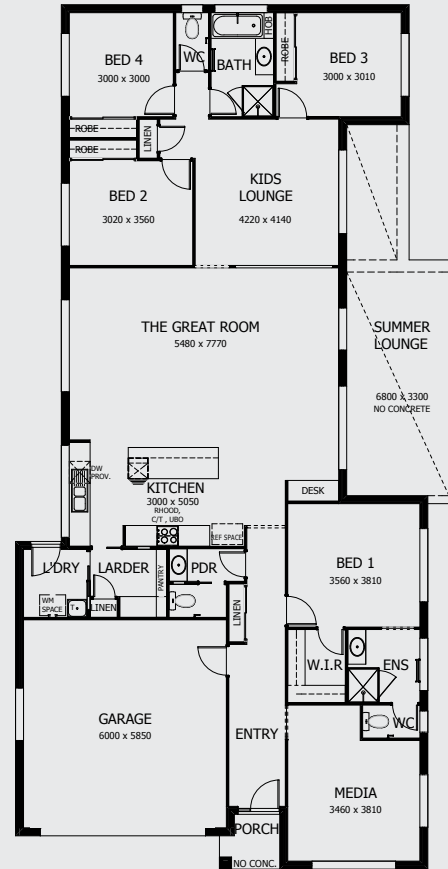 BED 4
3000 x 3000
WC
BATH
HOB
ROBE
BED 3
3000 x 3010
ROBE
ROBE
LINEN
BED 2
3020 x 3560
KIDS
LOUNGE
4220 x 4140
THE GREAT ROOM
5480 x 7770
SUMMER
LOUNGE
6800 x 3300
NO CONCRETE
DW
PROV.
KITCHEN
3000 x 5050
RHOOD,
C/T , UBO
REF SPACE
DESK
L'DRY
LARDER
PANTRY
PDR
BED 1
3560 x 3810
WM
SPACE
T
LINEN
LINEN
W.I.R
ENS
WC
GARAGE
6000 x 5850
ENTRY
MEDIA
3460 x 3810
PORCH
NO CONC.